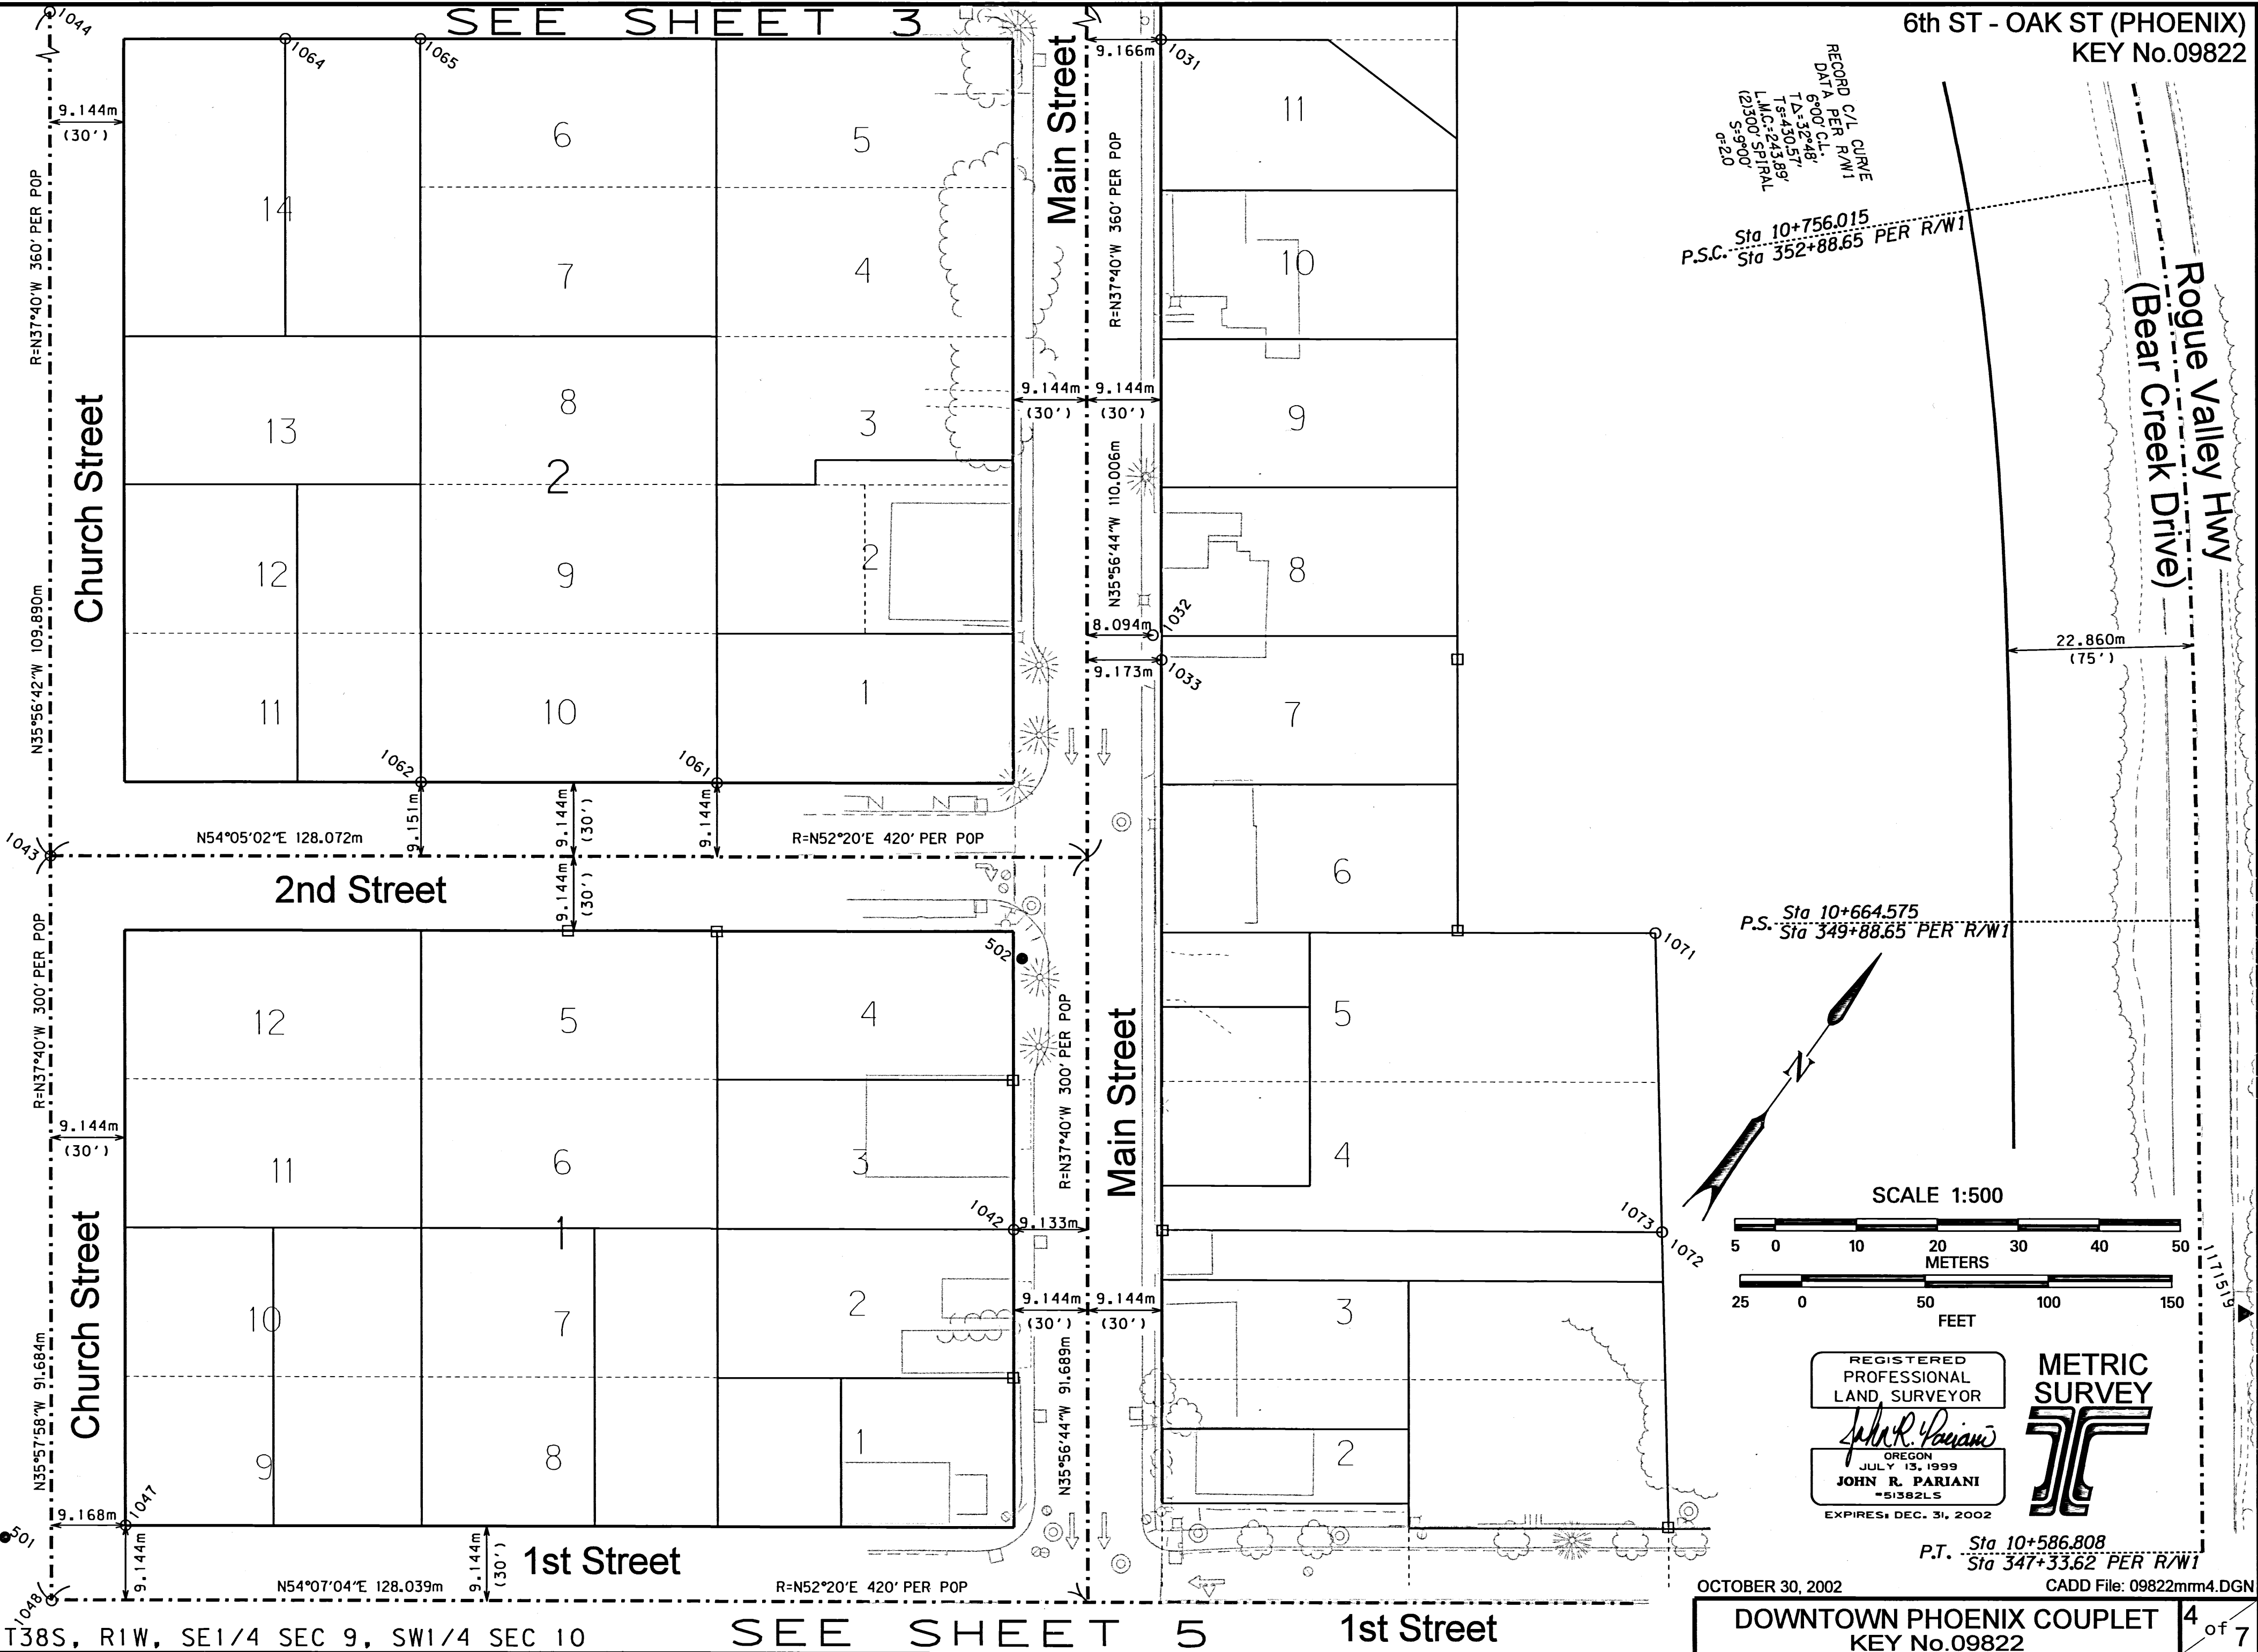 SEE SHEET 3
6th ST - OAK ST (PHOENIX)
KEY No.09822
1044
1064
1065
9.166m
1031
9.144m
(30')
R=N37°40'W 360' PER POP
Church Street
N35°56'42"W 109.890m
14
6
5
7
4
13
8
3
2
12
9
2
11
10
1
Main Street
R=N37°40'W 360' PER POP
9.144m
(30')
9.144m
(30')
N35°56'44"W 110.006m
8.094m
1032
9.173m
1033
11
10
9
8
7
6
RECORD C/L CURVE
DATA PER R/W1
6°00' C.L.
TΔ=32°48'
Ts=430.57'
L.M.C.=243.89'
(2)300' SPIRAL
S=9°00'
a=2.0
P.S.C.
Sta 10+756.015
Sta 352+88.65 PER R/W1
Rogue Valley Hwy
(Bear Creek Drive)
22.860m
(75')
1062
1061
9.151m
9.144m
(30')
9.144m
1043
N54°05'02"E 128.072m
R=N52°20'E 420' PER POP
2nd Street
9.144m
(30')
P.S.
Sta 10+664.575
Sta 349+88.65 PER R/W1
502
1071
R=N37°40'W 300' PER POP
9.144m
(30')
Church Street
N35°57'58"W 91.684m
12
5
4
11
6
3
1
10
7
2
9
8
1
R=N37°40'W 300' PER POP
Main Street
1042
9.133m
9.144m
(30')
9.144m
(30')
N35°56'44"W 91.689m
5
4
3
2
1073
1072
N
SCALE 1:500
5 0 10 20 30 40 50
METERS
25 0 50 100 150
FEET
1171519
REGISTERED
PROFESSIONAL
LAND SURVEYOR
John R. Pariani
OREGON
JULY 13, 1999
JOHN R. PARIANI
#51382LS
EXPIRES: DEC. 31, 2002
METRIC
SURVEY
P.T.
Sta 10+586.808
Sta 347+33.62 PER R/W1
9.168m
1047
501
9.144m
9.144m
(30')
1st Street
1048
N54°07'04"E 128.039m
R=N52°20'E 420' PER POP
OCTOBER 30, 2002
CADD File: 09822mrm4.DGN
T38S, R1W, SE1/4 SEC 9, SW1/4 SEC 10
SEE SHEET 5
1st Street
DOWNTOWN PHOENIX COUPLET
KEY No.09822
4 of 7